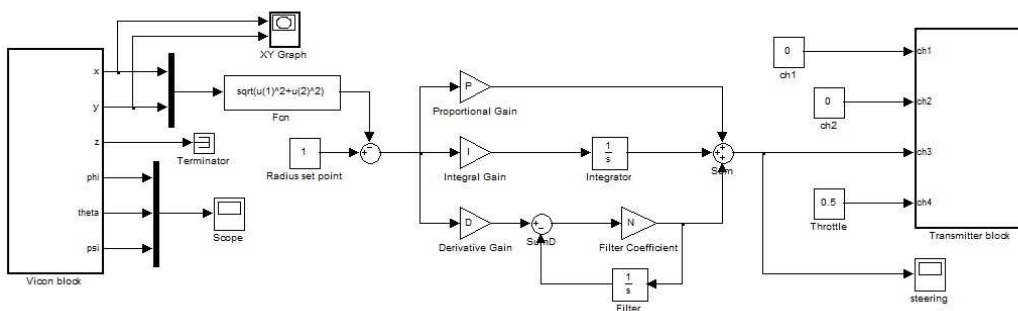 XY Graph
x
y
z
phi
theta
psi
Vicon block
Terminator
Scope
sqrt(u(1)^2+u(2)^2)
Fcn
1
Radius set point
P
Proportional Gain
I
Integral Gain
1
s
Integrator
D
Derivative Gain
SumD
N
Filter Coefficient
1
s
Filter
Sum
0
ch1
0
ch2
0.5
Throttle
ch1
ch2
ch3
ch4
Transmitter block
steering